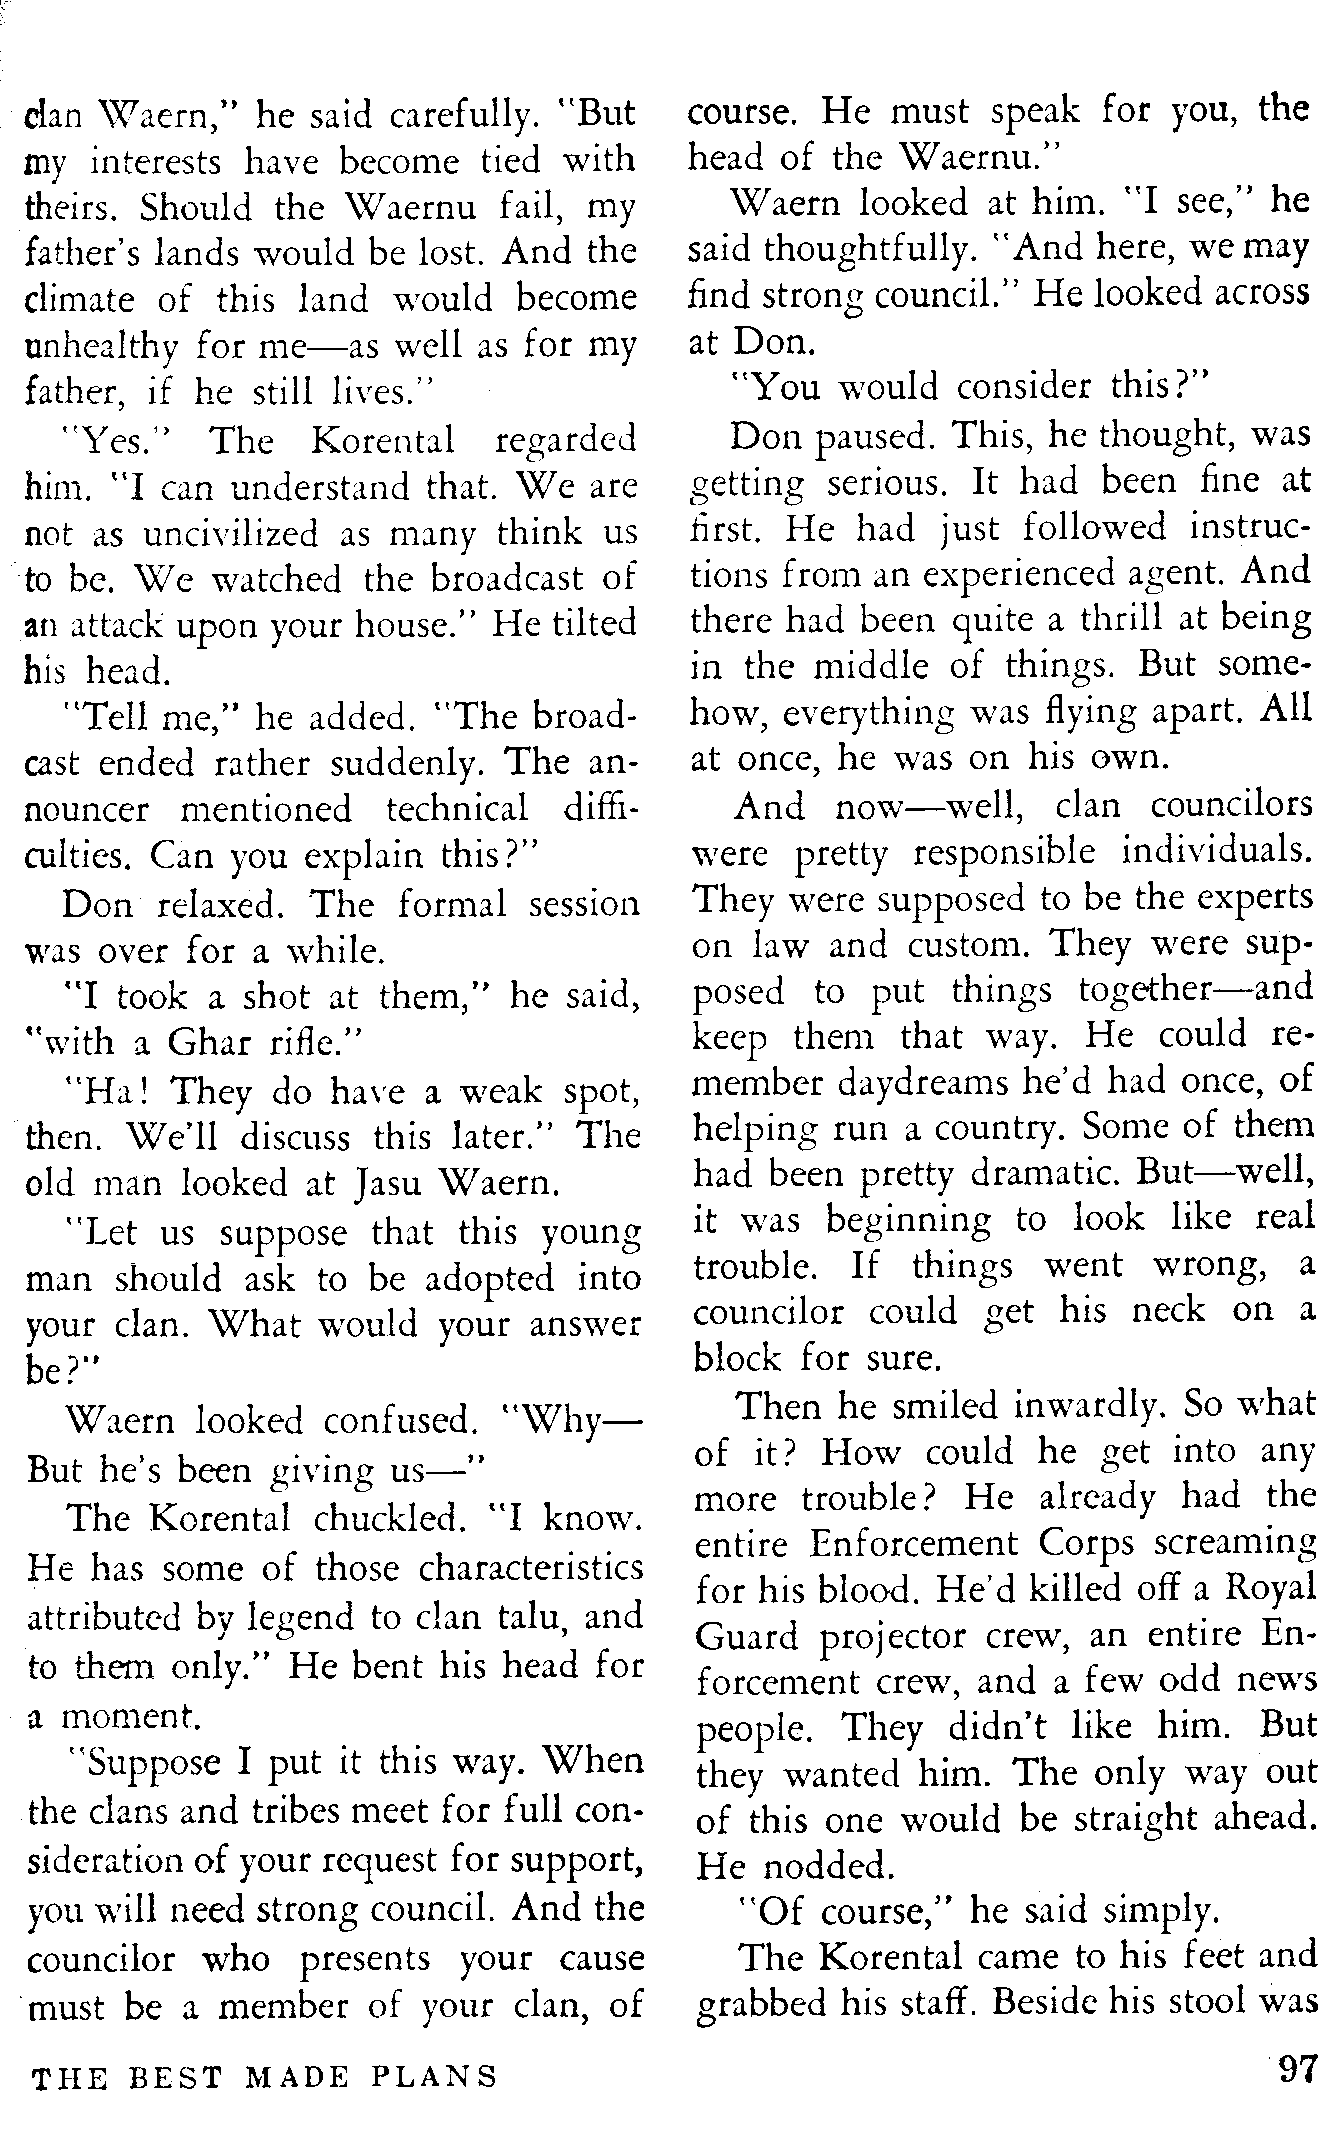 clan Waern," he said carefully. "But
my interests have become tied with
theirs. Should the Waernu fail, my
father's lands would be lost. And the
climate of this land would become
unhealthy for me—as well as for my
father, if he still lives."
"Yes." The Korental regarded
him. "I can understand that. We are
not as uncivilized as many think us
to be. We watched the broadcast of
an attack upon your house." He tilted
his head.
"Tell me," he added. "The broad-
cast ended rather suddenly. The an-
nouncer mentioned technical diffi-
culties. Can you explain this?"
Don relaxed. The formal session
was over for a while.
"I took a shot at them," he said,
"with a Ghar rifle."
"Ha! They do have a weak spot,
then. We'll discuss this later." The
old man looked at Jasu Waern.
"Let us suppose that this young
man should ask to be adopted into
your clan. What would your answer
be?"
Waern looked confused. "Why—
But he's been giving us—"
The Korental chuckled. "I know.
He has some of those characteristics
attributed by legend to clan talu, and
to them only." He bent his head for
a moment.
"Suppose I put it this way. When
the clans and tribes meet for full con-
sideration of your request for support,
you will need strong council. And the
councilor who presents your cause
must be a member of your clan, of
course. He must speak for you, the
head of the Waernu."
Waern looked at him. "I see," he
said thoughtfully. "And here, we may
find strong council." He looked across
at Don.
"You would consider this?"
Don paused. This, he thought, was
getting serious. It had been fine at
first. He had just followed instruc-
tions from an experienced agent. And
there had been quite a thrill at being
in the middle of things. But some-
how, everything was flying apart. All
at once, he was on his own.
And now—well, clan councilors
were pretty responsible individuals.
They were supposed to be the experts
on law and custom. They were sup-
posed to put things together—and
keep them that way. He could re-
member daydreams he'd had once, of
helping run a country. Some of them
had been pretty dramatic. But—well,
it was beginning to look like real
trouble. If things went wrong, a
councilor could get his neck on a
block for sure.
Then he smiled inwardly. So what
of it? How could he get into any
more trouble? He already had the
entire Enforcement Corps screaming
for his blood. He'd killed off a Royal
Guard projector crew, an entire En-
forcement crew, and a few odd news
people. They didn't like him. But
they wanted him. The only way out
of this one would be straight ahead.
He nodded.
"Of course," he said simply.
The Korental came to his feet and
grabbed his staff. Beside his stool was
THE BEST MADE PLANS
97